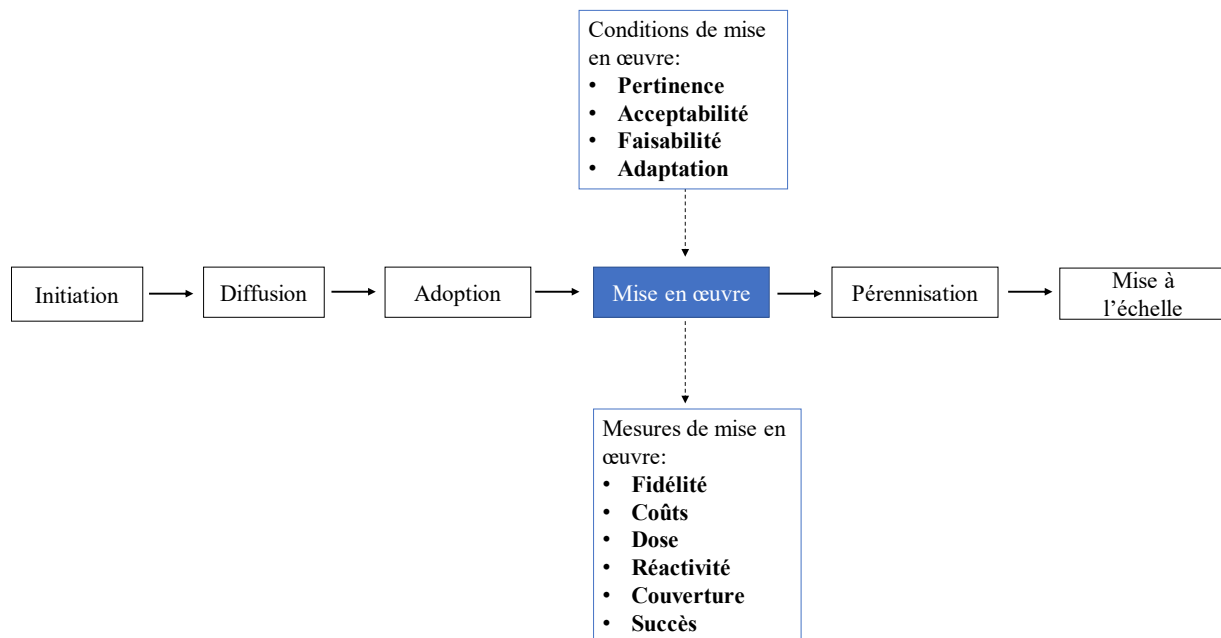 Conditions de mise
en œuvre:
• Pertinence
• Acceptabilité
• Faisabilité
• Adaptation
Initiation
Diffusion
Adoption
Mise en œuvre
Pérennisation
Mise à
l’échelle
Mesures de mise en
œuvre:
• Fidélité
• Coûts
• Dose
• Réactivité
• Couverture
• Succès